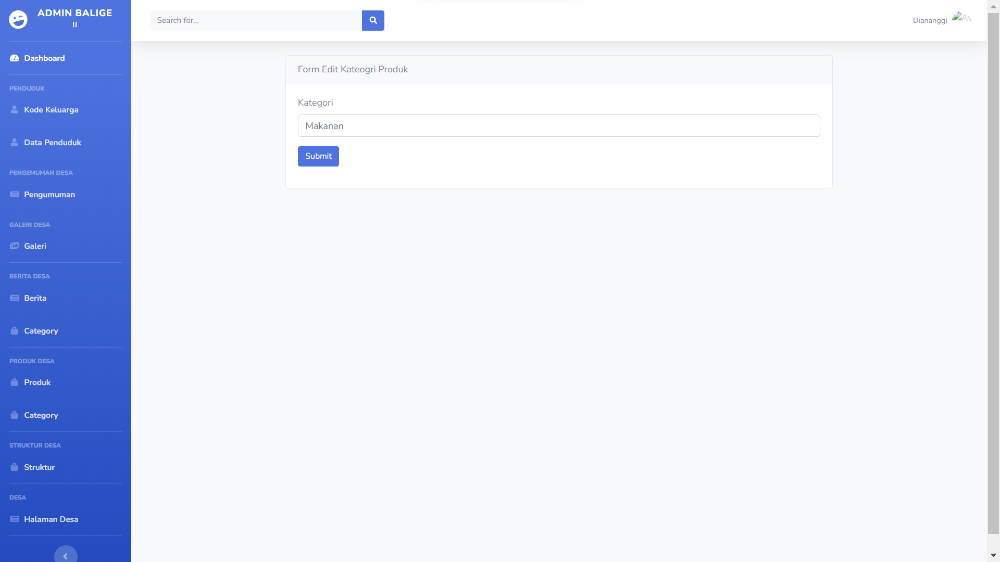 ADMIN BALIGE
II
Search for...
Diananggi
Dashboard
PENDUDUK
Kode Keluarga
Data Penduduk
PENGEMUMAN DESA
Pengumuman
GALERI DESA
Galeri
BERITA DESA
Berita
Category
PRODUK DESA
Produk
Category
STRUKTUR DESA
Struktur
DESA
Halaman Desa
Form Edit Kateogri Produk
Kategori
Makanan
Submit